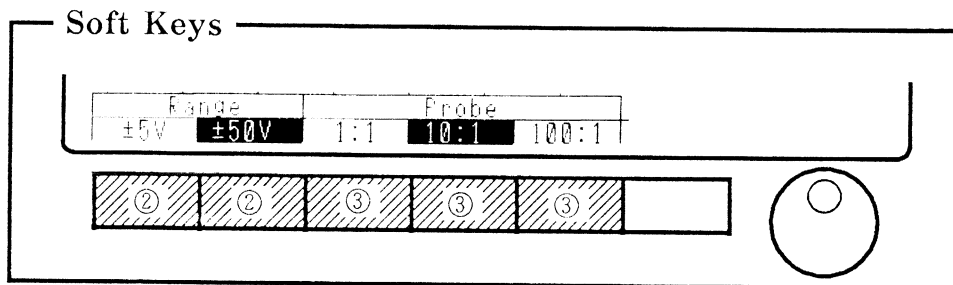 Soft Keys
Range Probe
±5V ±50V 1:1 10:1 100:1
② ② ③ ③ ③